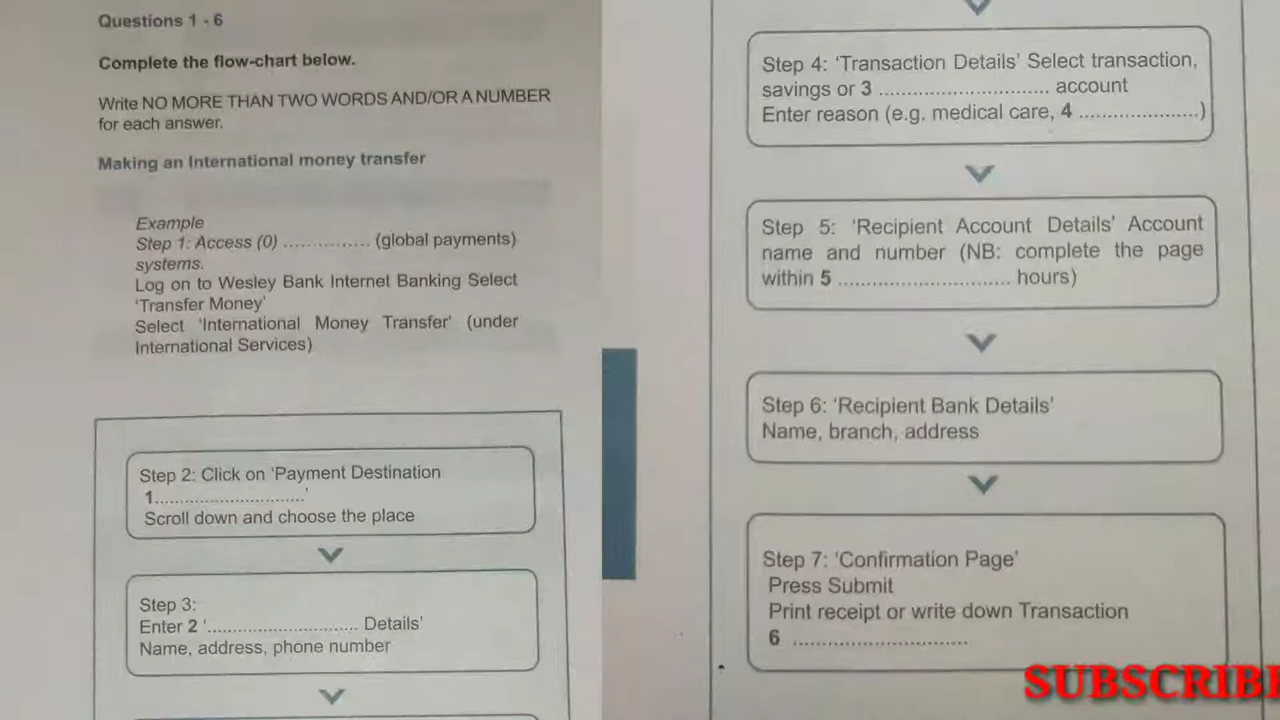 Questions 1 - 6
Complete the flow-chart below.
Write NO MORE THAN TWO WORDS AND/OR A NUMBER
for each answer.
Making an International money transfer
Example
Step 1: Access (0) ............... (global payments)
systems.
Log on to Wesley Bank Internet Banking Select
'Transfer Money'
Select 'International Money Transfer' (under
International Services)
Step 2: Click on 'Payment Destination
1.............................'
Scroll down and choose the place
Step 3:
Enter 2 '............................. Details'
Name, address, phone number
Step 4: 'Transaction Details' Select transaction,
savings or 3 ................................ account
Enter reason (e.g. medical care, 4 ......................)
Step 5: 'Recipient Account Details' Account
name and number (NB: complete the page
within 5 ................................ hours)
Step 6: 'Recipient Bank Details'
Name, branch, address
Step 7: 'Confirmation Page'
Press Submit
Print receipt or write down Transaction
6 ................................
SUBSCRIBE